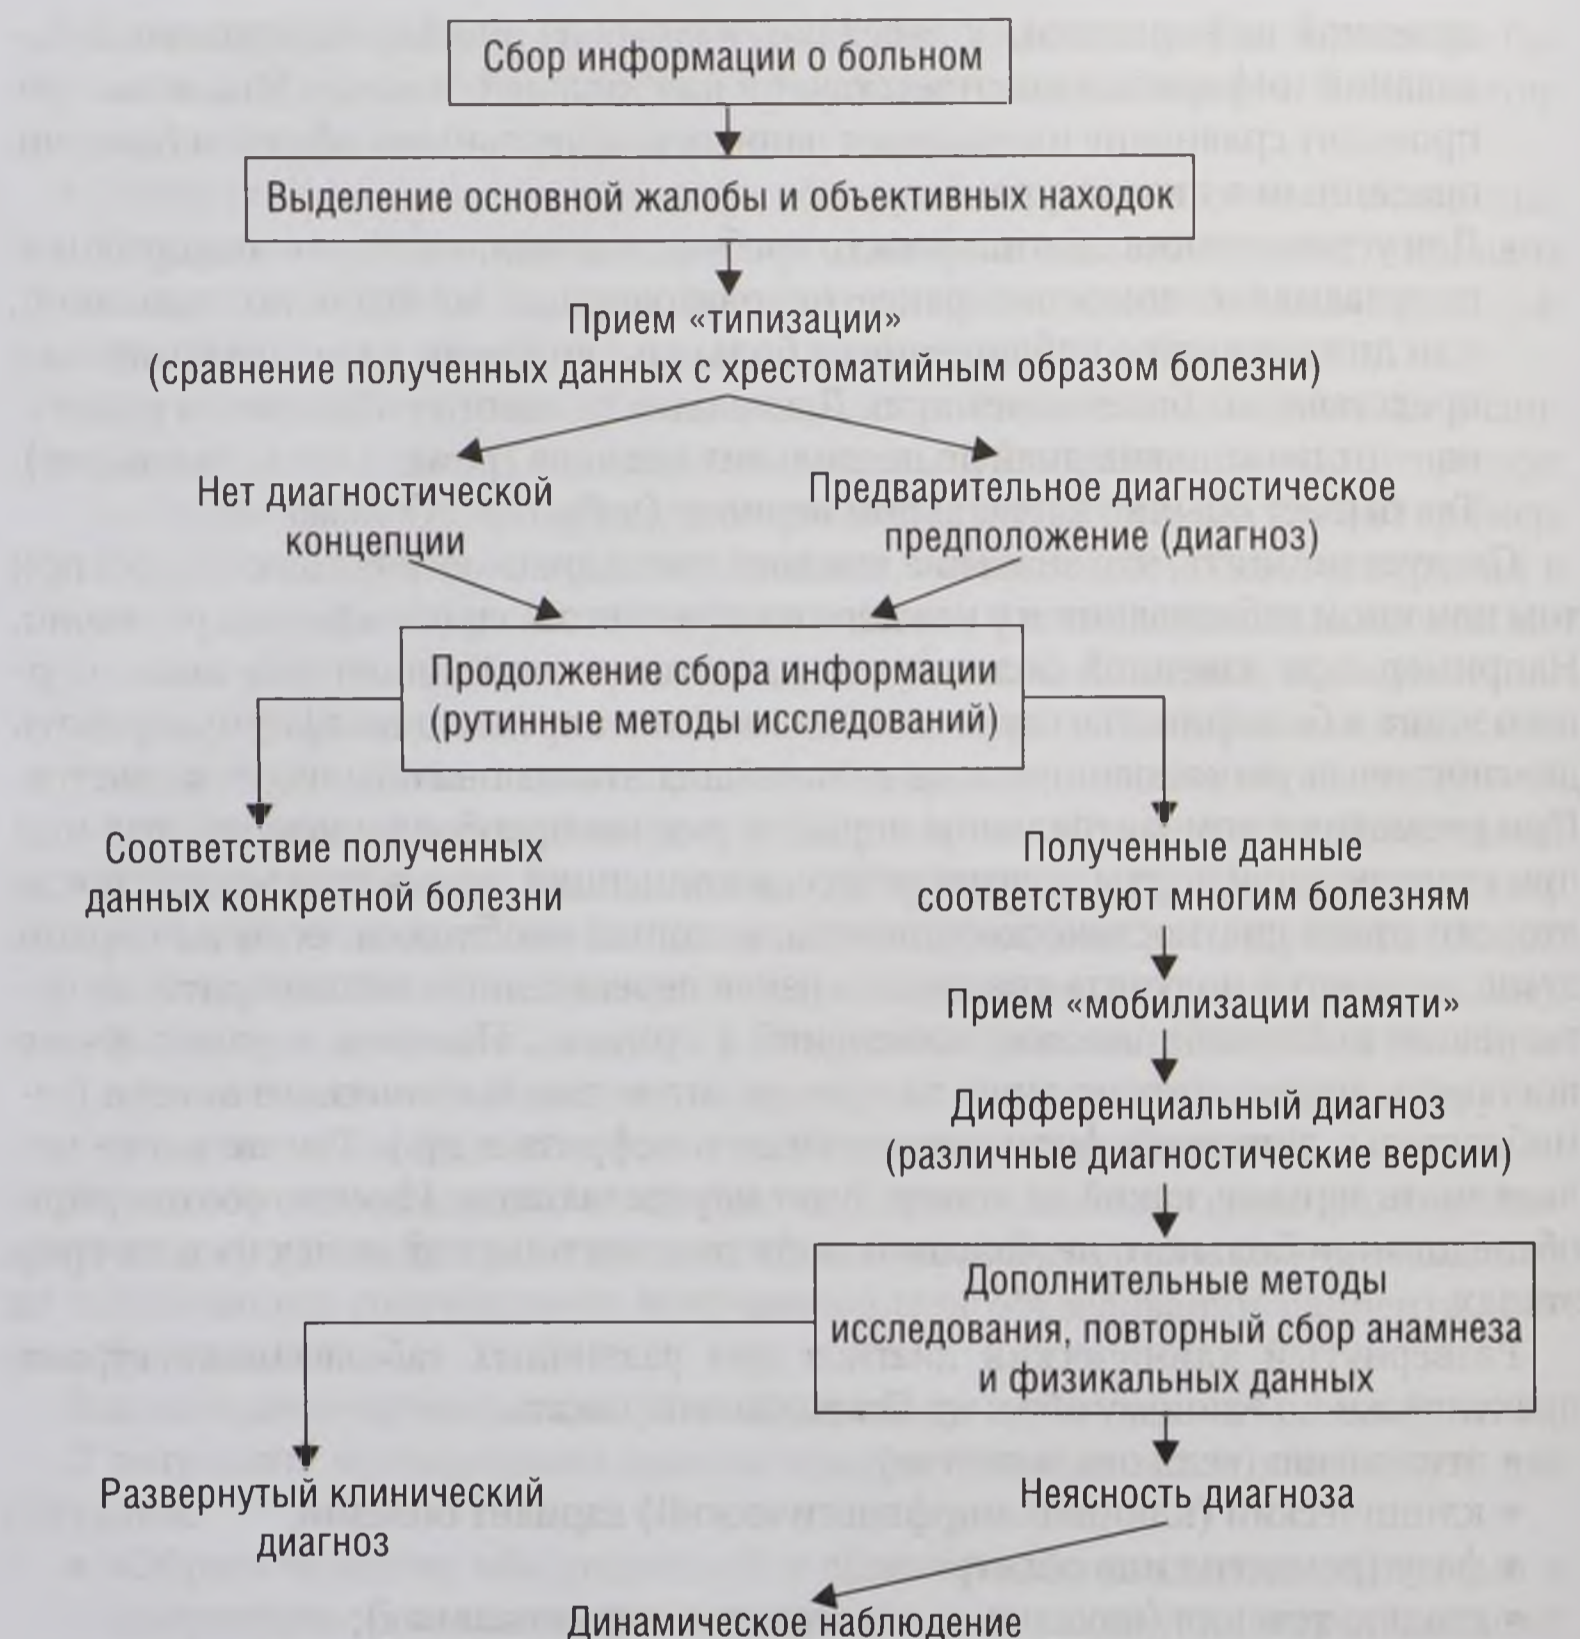 Сбор информации о больном
Выделение основной жалобы и объективных находок
Прием «типизации»
(сравнение полученных данных с хрестоматийным образом болезни)
Нет диагностической
концепции
Предварительное диагностическое
предположение (диагноз)
Продолжение сбора информации
(рутинные методы исследований)
Соответствие полученных
данных конкретной болезни
Полученные данные
соответствуют многим болезням
Прием «мобилизации памяти»
Дифференциальный диагноз
(различные диагностические версии)
Дополнительные методы
исследования, повторный сбор анамнеза
и физикальных данных
Развернутый клинический
диагноз
Неясность диагноза
Динамическое наблюдение